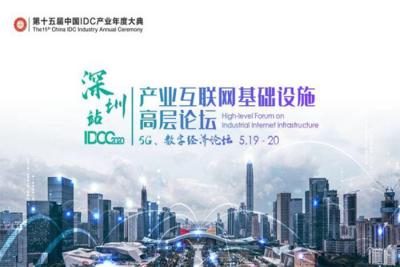 第十五届中国IDC产业年度大典
The15th China IDC Industry Annual Ceremony
深圳站
IDCC2020
产业互联网基础设施
高层论坛
High-level Forum on
Industrial Internet Infrastructure
5G、数字经济论坛 5.19 - 20